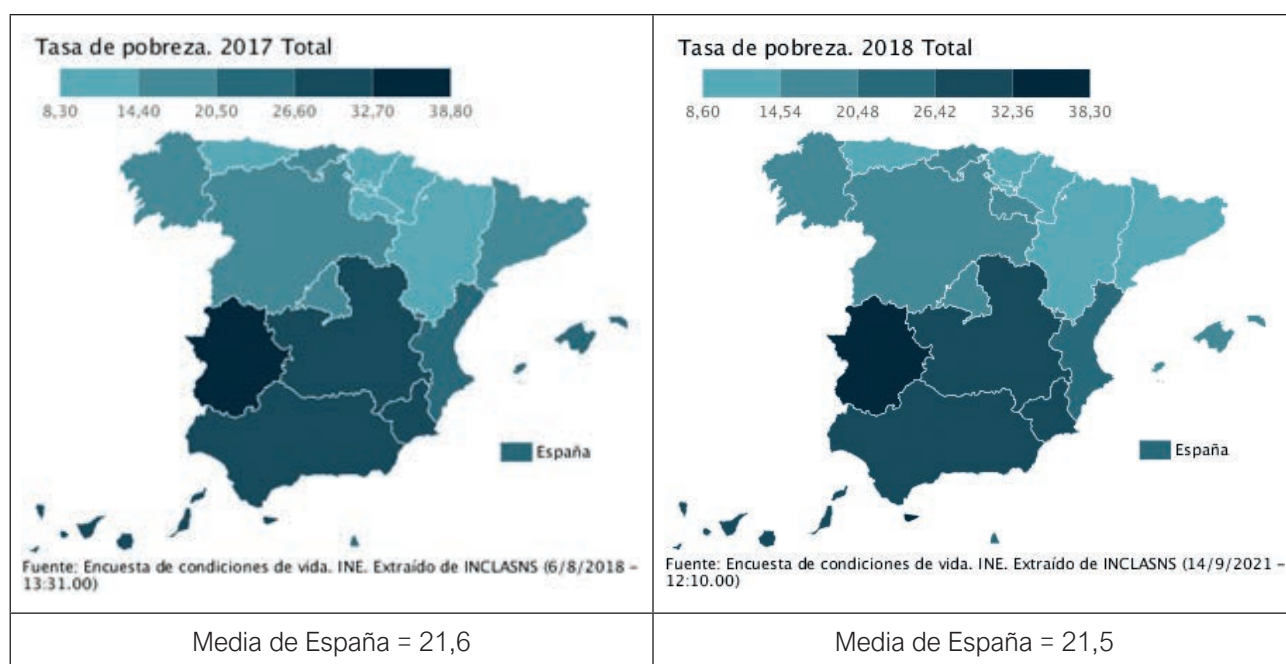 Tasa de pobreza. 2017 Total
8,30 14,40 20,50 26,60 32,70 38,80
España
Fuente: Encuesta de condiciones de vida. INE. Extraído de INCLASNS (6/8/2018 –
13:31.00)
Media de España = 21,6
Tasa de pobreza. 2018 Total
8,60 14,54 20,48 26,42 32,36 38,30
España
Fuente: Encuesta de condiciones de vida. INE. Extraído de INCLASNS (14/9/2021 –
12:10.00)
Media de España = 21,5